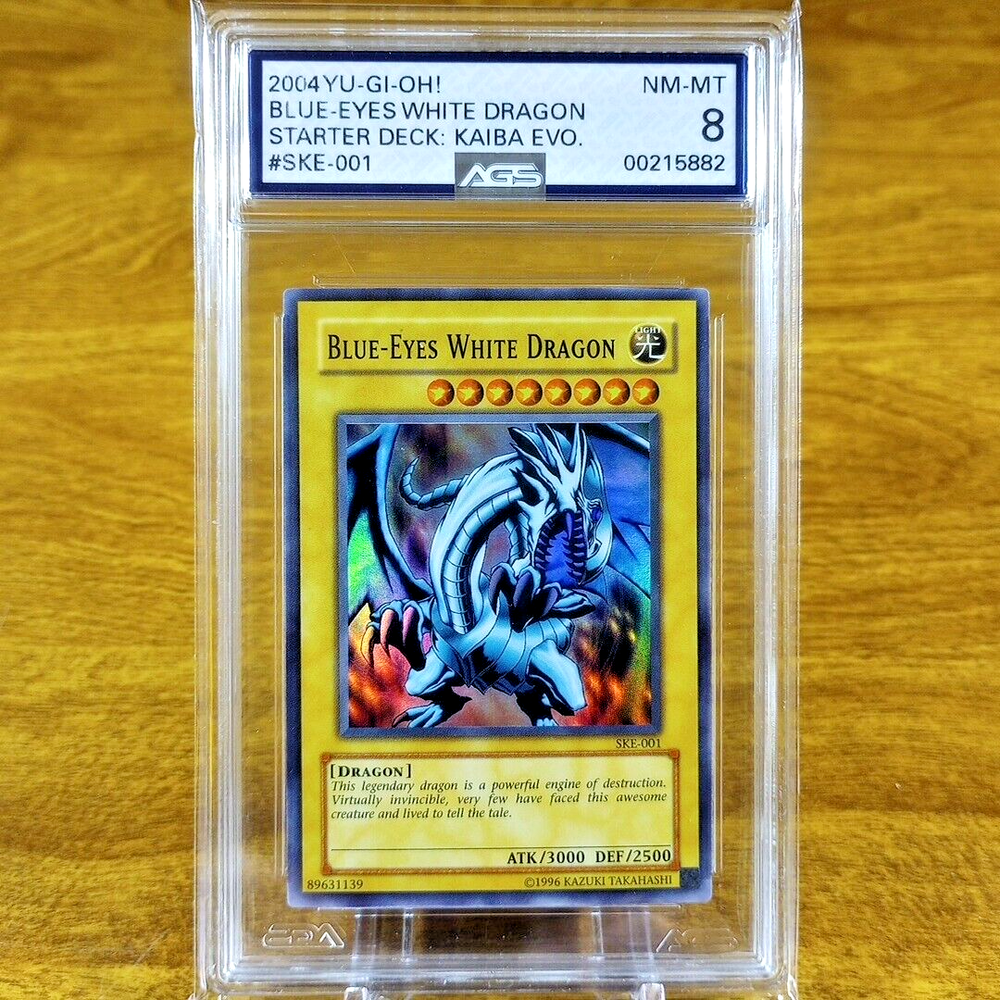 2004 YU-GI-OH!
NM-MT
BLUE-EYES WHITE DRAGON
8
STARTER DECK: KAIBA EVO.
#SKE-001
AGS
00215882
BLUE-EYES WHITE DRAGON
LIGHT
光
SKE-001
[DRAGON]
This legendary dragon is a powerful engine of destruction.
Virtually invincible, very few have faced this awesome
creature and lived to tell the tale.
ATK/3000 DEF/2500
89631139
©1996 KAZUKI TAKAHASHI
AGS